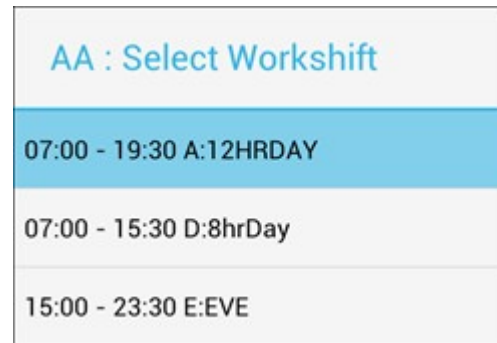 AA : Select Workshift
07:00 - 19:30 A:12HRDAY
07:00 - 15:30 D:8hrDay
15:00 - 23:30 E:EVE